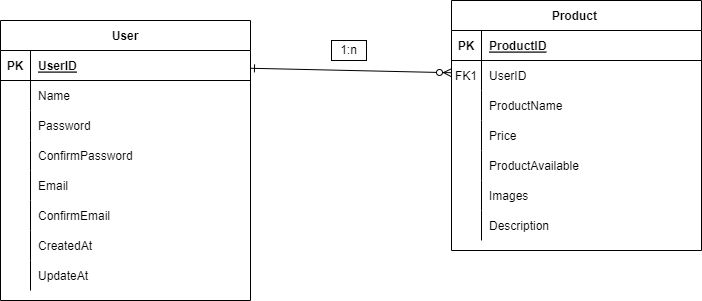 User
PK UserID
Name
Password
ConfirmPassword
Email
ConfirmEmail
CreatedAt
UpdateAt
1:n
Product
PK ProductID
FK1 UserID
ProductName
Price
ProductAvailable
Images
Description